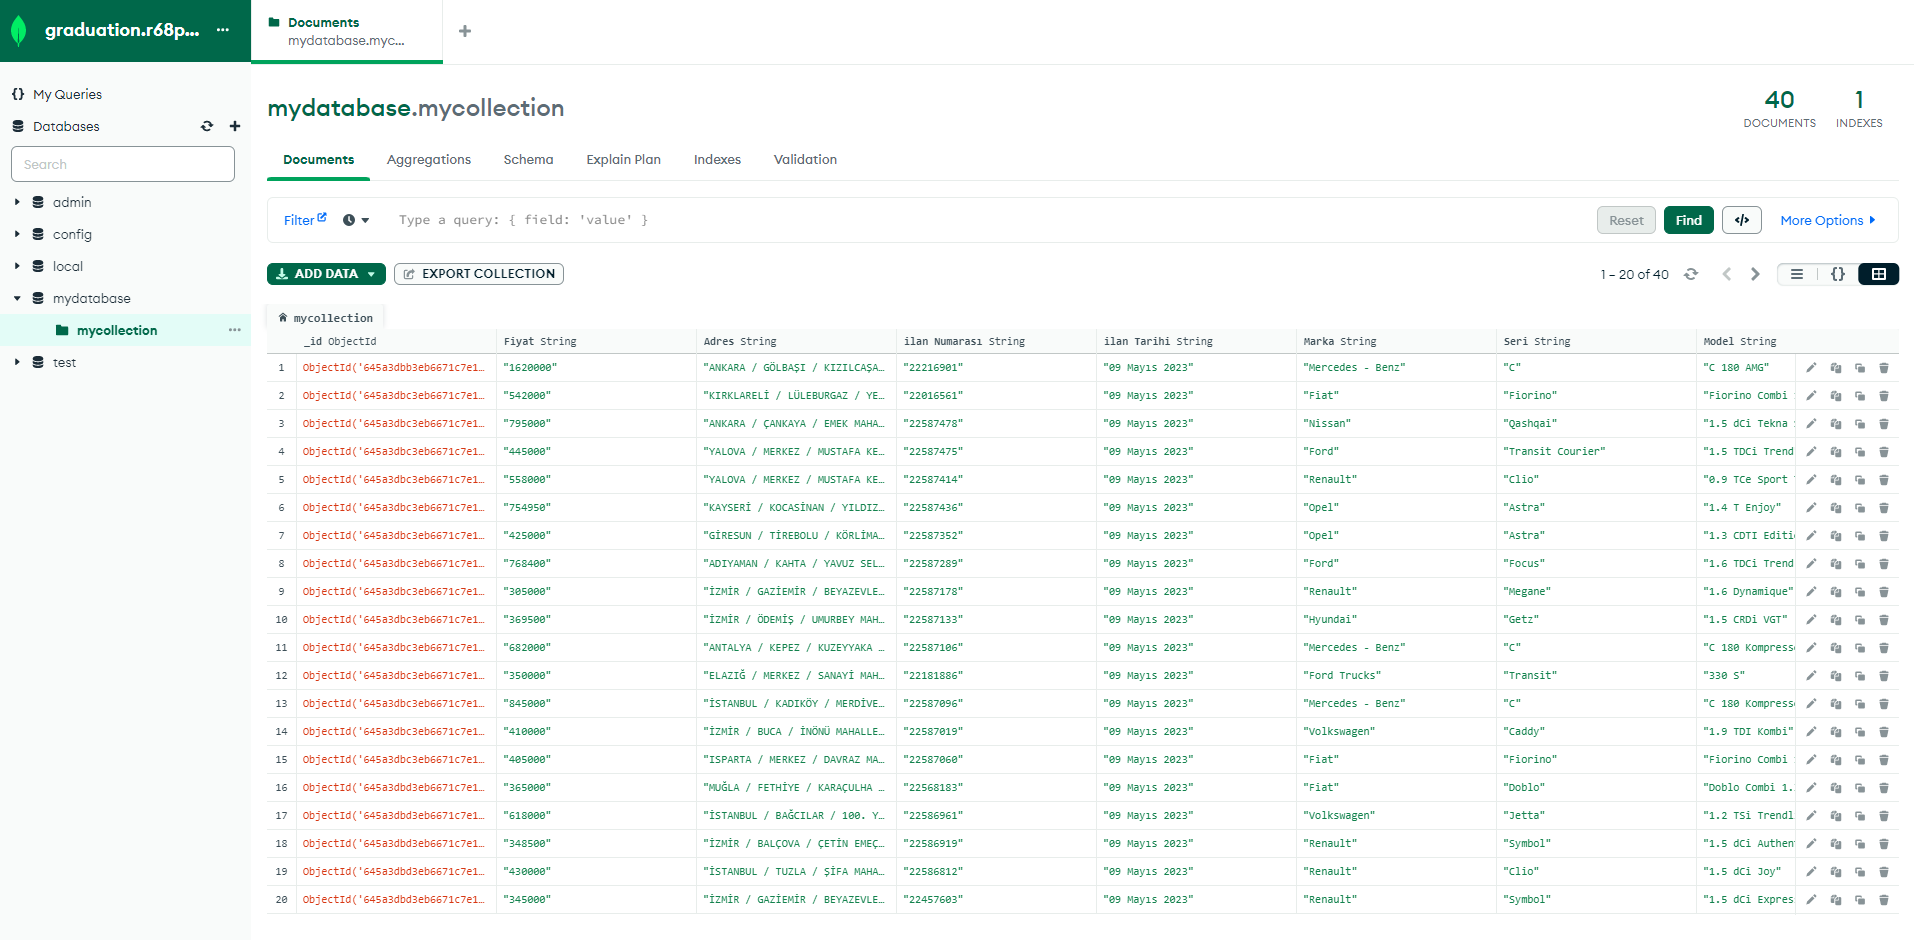 graduation.r68p... ...
Documents
mydatabase.myc...
My Queries
Databases
Search
admin
config
local
mydatabase
mycollection ...
test
mydatabase.mycollection
40
DOCUMENTS
1
INDEXES
Documents Aggregations Schema Explain Plan Indexes Validation
Filter Type a query: { field: 'value' } Reset Find </> More Options
ADD DATA EXPORT COLLECTION 1 – 20 of 40 {}
mycollection
_id ObjectId Fiyat String Adres String ilan Numarası String ilan Tarihi String Marka String Seri String Model String
1 ObjectId('645a3dbb3eb6671c7e1... "1620000" "ANKARA / GÖLBAŞI / KIZILCAŞA... "22216901" "09 Mayıs 2023" "Mercedes - Benz" "C" "C 180 AMG"
2 ObjectId('645a3dbc3eb6671c7e1... "542000" "KIRKLARELİ / LÜLEBURGAZ / YE... "22016561" "09 Mayıs 2023" "Fiat" "Fiorino" "Fiorino Combi
3 ObjectId('645a3dbc3eb6671c7e1... "795000" "ANKARA / ÇANKAYA / EMEK MAHA... "22587478" "09 Mayıs 2023" "Nissan" "Qashqai" "1.5 dCi Tekna
4 ObjectId('645a3dbc3eb6671c7e1... "445000" "YALOVA / MERKEZ / MUSTAFA KE... "22587475" "09 Mayıs 2023" "Ford" "Transit Courier" "1.5 TDCi Trend
5 ObjectId('645a3dbc3eb6671c7e1... "558000" "YALOVA / MERKEZ / MUSTAFA KE... "22587414" "09 Mayıs 2023" "Renault" "Clio" "0.9 TCe Sport
6 ObjectId('645a3dbc3eb6671c7e1... "754950" "KAYSERİ / KOCASİNAN / YILDIZ... "22587436" "09 Mayıs 2023" "Opel" "Astra" "1.4 T Enjoy"
7 ObjectId('645a3dbc3eb6671c7e1... "425000" "GİRESUN / TİREBOLU / KÖRLİMA... "22587352" "09 Mayıs 2023" "Opel" "Astra" "1.3 CDTI Editi
8 ObjectId('645a3dbc3eb6671c7e1... "768400" "ADIYAMAN / KAHTA / YAVUZ SEL... "22587289" "09 Mayıs 2023" "Ford" "Focus" "1.6 TDCi Trend
9 ObjectId('645a3dbc3eb6671c7e1... "305000" "İZMİR / GAZİEMİR / BEYAZEVLE... "22587178" "09 Mayıs 2023" "Renault" "Megane" "1.6 Dynamique"
10 ObjectId('645a3dbc3eb6671c7e1... "369500" "İZMİR / ÖDEMİŞ / UMURBEY MAH... "22587133" "09 Mayıs 2023" "Hyundai" "Getz" "1.5 CRDi VGT"
11 ObjectId('645a3dbc3eb6671c7e1... "682000" "ANTALYA / KEPEZ / KUZEYYAKA ... "22587106" "09 Mayıs 2023" "Mercedes - Benz" "C" "C 180 Kompress
12 ObjectId('645a3dbc3eb6671c7e1... "350000" "ELAZIĞ / MERKEZ / SANAYİ MAH... "22181886" "09 Mayıs 2023" "Ford Trucks" "Transit" "330 S"
13 ObjectId('645a3dbc3eb6671c7e1... "845000" "İSTANBUL / KADIKÖY / MERDİVE... "22587096" "09 Mayıs 2023" "Mercedes - Benz" "C" "C 180 Kompress
14 ObjectId('645a3dbc3eb6671c7e1... "410000" "İZMİR / BUCA / İNÖNÜ MAHALLE... "22587019" "09 Mayıs 2023" "Volkswagen" "Caddy" "1.9 TDI Kombi"
15 ObjectId('645a3dbc3eb6671c7e1... "405000" "ISPARTA / MERKEZ / DAVRAZ MA... "22587060" "09 Mayıs 2023" "Fiat" "Fiorino" "Fiorino Combi
16 ObjectId('645a3dbd3eb6671c7e1... "365000" "MUĞLA / FETHİYE / KARAÇULHA ... "22568183" "09 Mayıs 2023" "Fiat" "Doblo" "Doblo Combi 1.
17 ObjectId('645a3dbd3eb6671c7e1... "618000" "İSTANBUL / BAĞCILAR / 100. Y... "22586961" "09 Mayıs 2023" "Volkswagen" "Jetta" "1.2 TSi Trendl
18 ObjectId('645a3dbd3eb6671c7e1... "348500" "İZMİR / BALÇOVA / ÇETİN EMEÇ... "22586919" "09 Mayıs 2023" "Renault" "Symbol" "1.5 dCi Authen
19 ObjectId('645a3dbd3eb6671c7e1... "430000" "İSTANBUL / TUZLA / ŞİFA MAHA... "22586812" "09 Mayıs 2023" "Renault" "Clio" "1.5 dCi Joy"
20 ObjectId('645a3dbd3eb6671c7e1... "345000" "İZMİR / GAZİEMİR / BEYAZEVLE... "22457603" "09 Mayıs 2023" "Renault" "Symbol" "1.5 dCi Expres